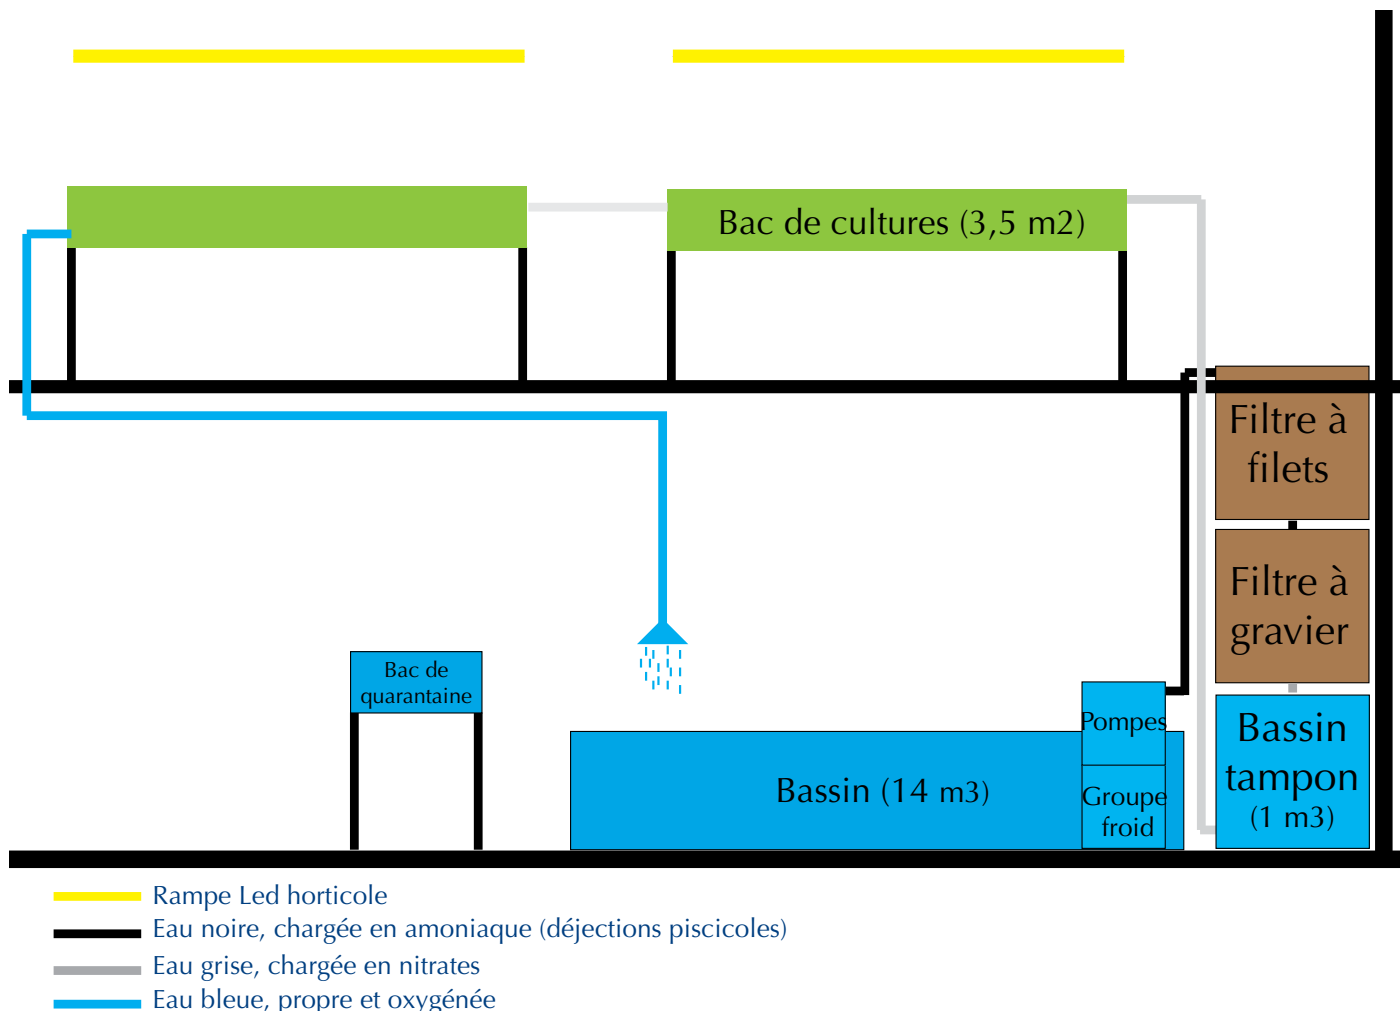 Bac de cultures (3,5 m2)
Filtre à
filets
Filtre à
gravier
Bac de
quarantaine
Pompes
Bassin
tampon
(1 m3)
Bassin (14 m3)
Groupe
froid
Rampe Led horticole
Eau noire, chargée en amoniaque (déjections piscicoles)
Eau grise, chargée en nitrates
Eau bleue, propre et oxygénée